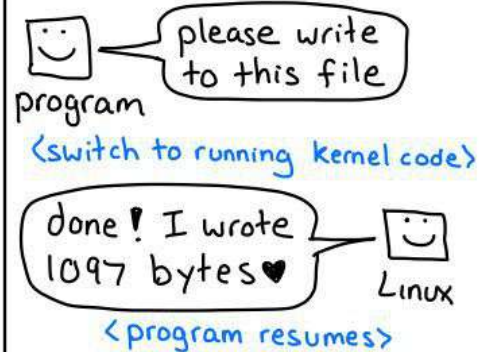 please write
to this file
program
<switch to running kernel code>
done! I wrote
1097 bytes♥
Linux
<program resumes>